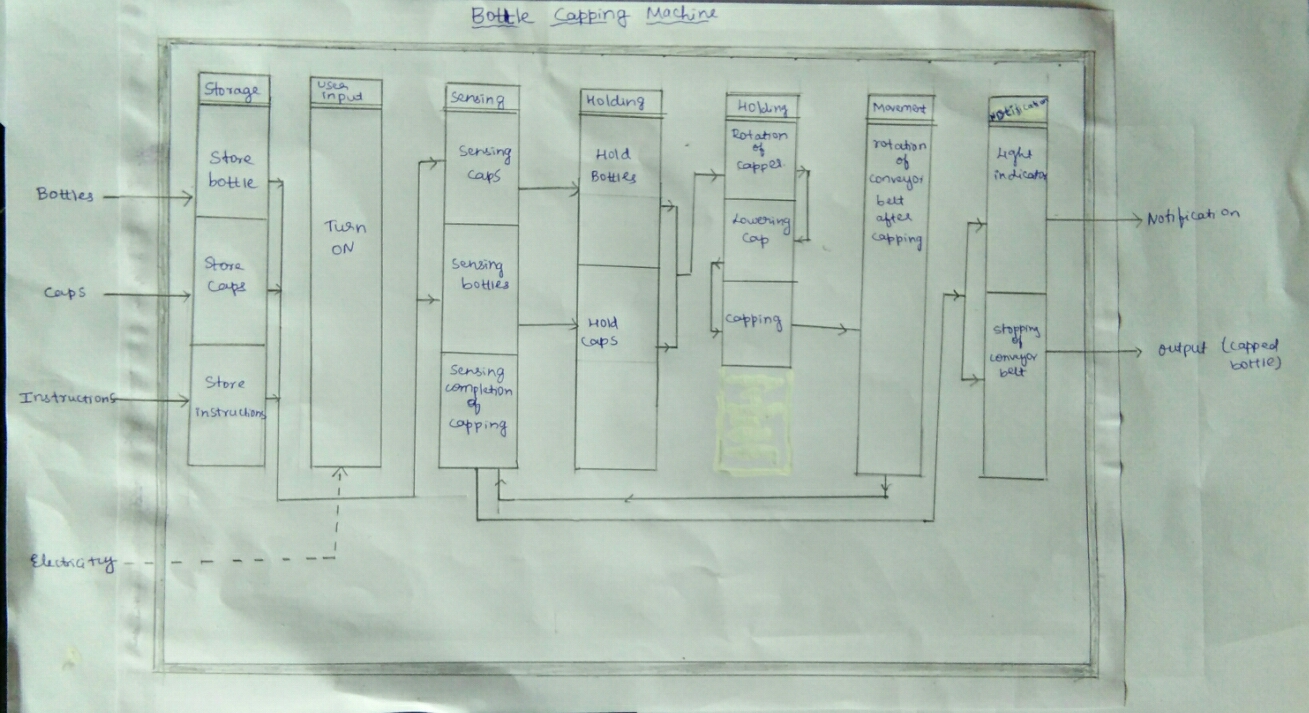 Bottle Capping Machine
Storage
Store
bottle
Store
Caps
Store
instructions
User
input
Turn
ON
Sensing
Sensing
caps
Sensing
bottles
Sensing
completion
of
capping
Holding
Hold
Bottles
Hold
caps
Holding
Rotation
of
capper
Lowering
Cap
Capping
Movement
rotation
of
conveyor
belt
after
capping
Notification
Light
indicator
Stopping
of
conveyor
belt
Bottles
Caps
Instructions
Electricity
Notification
Output (capped
bottle)